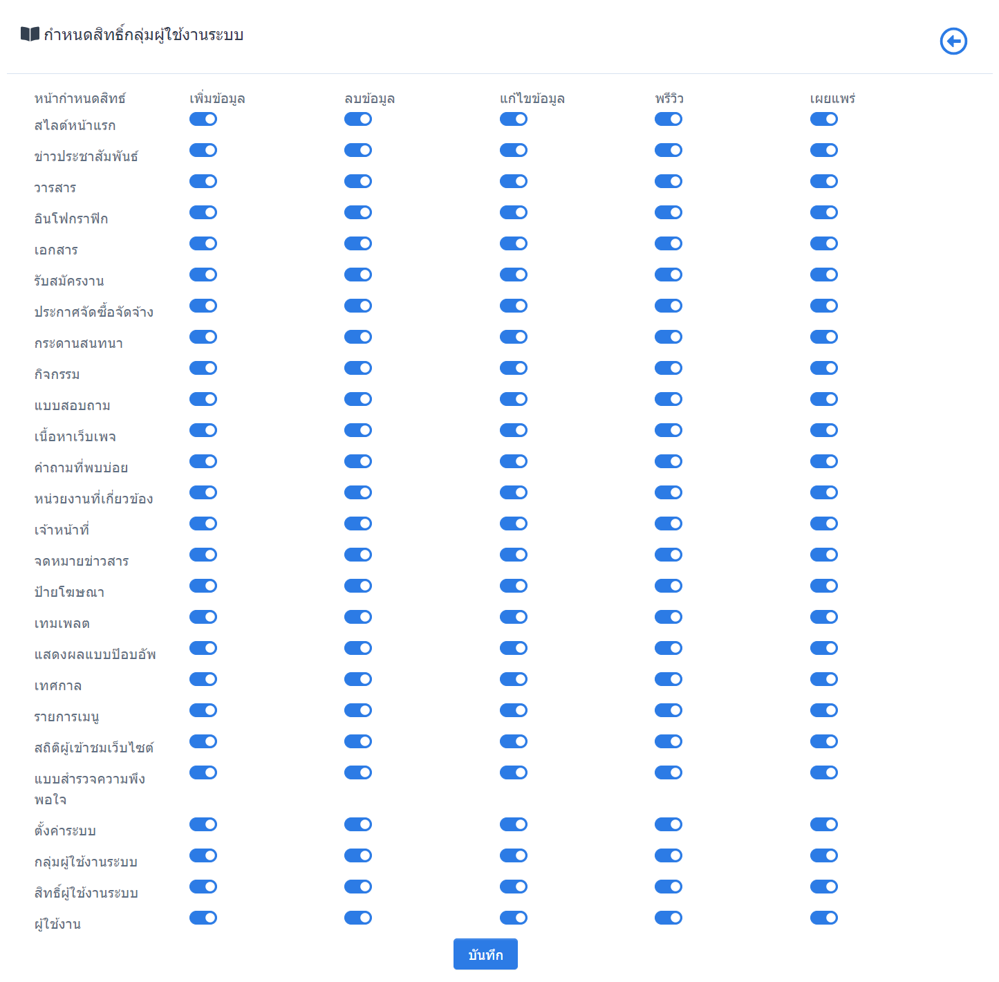 กำหนดสิทธิ์กลุ่มผู้ใช้งานระบบ
หน้ากำหนดสิทธ์ เพิ่มข้อมูล ลบข้อมูล แก้ไขข้อมูล พรีวิว เผยแพร่
สไลต์หน้าแรก
ข่าวประชาสัมพันธ์
วารสาร
อินโฟกราฟิก
เอกสาร
รับสมัครงาน
ประกาศจัดซื้อจัดจ้าง
กระดานสนทนา
กิจกรรม
แบบสอบถาม
เนื้อหาเว็บเพจ
คำถามที่พบบ่อย
หน่วยงานที่เกี่ยวข้อง
เจ้าหน้าที่
จดหมายข่าวสาร
ป้ายโฆษณา
เทมเพลต
แสดงผลแบบป๊อบอัพ
เทศกาล
รายการเมนู
สถิติผู้เข้าชมเว็บไซต์
แบบสำรวจความพึง
พอใจ
ตั้งค่าระบบ
กลุ่มผู้ใช้งานระบบ
สิทธิ์ผู้ใช้งานระบบ
ผู้ใช้งาน
บันทึก